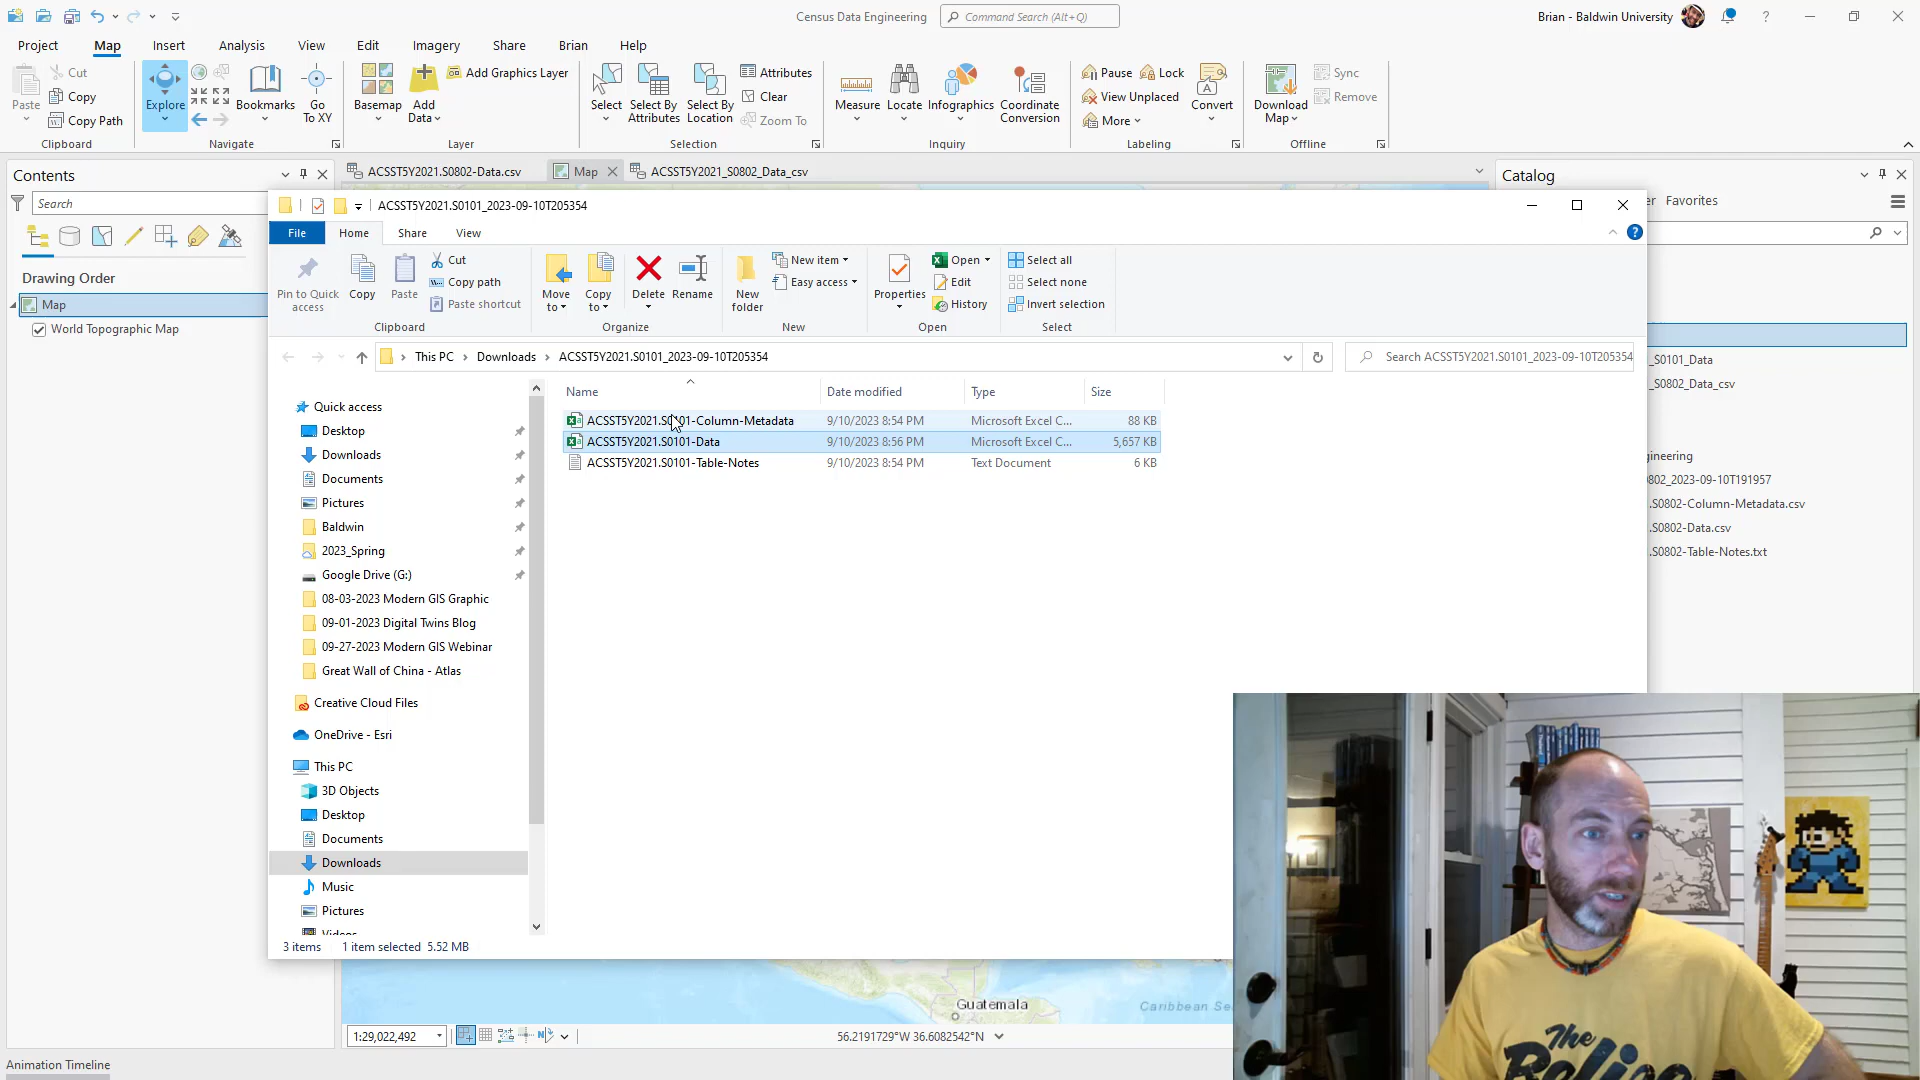 Census Data Engineering
Command Search (Alt+Q)
Brian - Baldwin University
Project
Map
Insert
Analysis
View
Edit
Imagery
Share
Brian
Help
Paste
Cut
Copy
Copy Path
Clipboard
Explore
Bookmarks
Go To XY
Navigate
Basemap
Add Data
Add Graphics Layer
Layer
Select
Select By Attributes
Select By Location
Attributes
Clear
Zoom To
Selection
Measure
Locate
Infographics
Coordinate Conversion
Inquiry
Pause
Lock
View Unplaced
More
Convert
Labeling
Download Map
Sync
Remove
Offline
Contents
Search
Drawing Order
Map
World Topographic Map
ACSST5Y2021.S0802-Data.csv
Map
ACSST5Y2021_S0802_Data_csv
Catalog
Favorites
_S0101_Data
.S0802_Data_csv
ngineering
802_2023-09-10T191957
.S0802-Column-Metadata.csv
.S0802-Data.csv
.S0802-Table-Notes.txt
ACSST5Y2021.S0101_2023-09-10T205354
File
Home
Share
View
Pin to Quick access
Copy
Paste
Cut
Copy path
Paste shortcut
Clipboard
Move to
Copy to
Delete
Rename
Organize
New folder
New item
Easy access
New
Properties
Open
Edit
History
Open
Select all
Select none
Invert selection
Select
This PC
Downloads
ACSST5Y2021.S0101_2023-09-10T205354
Search ACSST5Y2021.S0101_2023-09-10T205354
Name
Date modified
Type
Size
ACSST5Y2021.S0101-Column-Metadata 9/10/2023 8:54 PM Microsoft Excel C... 88 KB
ACSST5Y2021.S0101-Data 9/10/2023 8:56 PM Microsoft Excel C... 5,657 KB
ACSST5Y2021.S0101-Table-Notes 9/10/2023 8:54 PM Text Document 6 KB
Quick access
Desktop
Downloads
Documents
Pictures
Baldwin
2023_Spring
Google Drive (G:)
08-03-2023 Modern GIS Graphic
09-01-2023 Digital Twins Blog
09-27-2023 Modern GIS Webinar
Great Wall of China - Atlas
Creative Cloud Files
OneDrive - Esri
This PC
3D Objects
Desktop
Documents
Downloads
Music
Pictures
Videos
3 items 1 item selected 5.52 MB
Guatemala
Caribbean Se
1:29,022,492
56.2191729°W 36.6082542°N
Animation Timeline
The